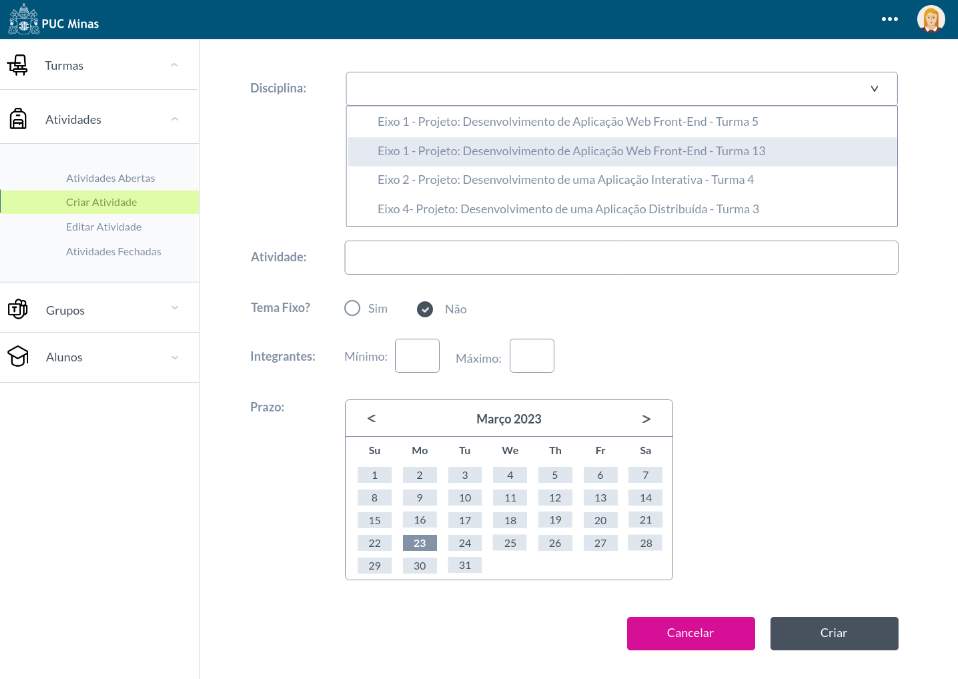 PUC Minas
Turmas
Atividades
Atividades Abertas
Criar Atividade
Editar Atividade
Atividades Fechadas
Grupos
Alunos
Disciplina:
Eixo 1 - Projeto: Desenvolvimento de Aplicação Web Front-End - Turma 5
Eixo 1 - Projeto: Desenvolvimento de Aplicação Web Front-End - Turma 13
Eixo 2 - Projeto: Desenvolvimento de uma Aplicação Interativa - Turma 4
Eixo 4- Projeto: Desenvolvimento de uma Aplicação Distribuída - Turma 3
Atividade:
Tema Fixo? Sim Não
Integrantes: Mínimo: Máximo:
Prazo:
< Março 2023 >
Su Mo Tu We Th Fr Sa
1 2 3 4 5 6 7
8 9 10 11 12 13 14
15 16 17 18 19 20 21
22 23 24 25 26 27 28
29 30 31
Cancelar Criar